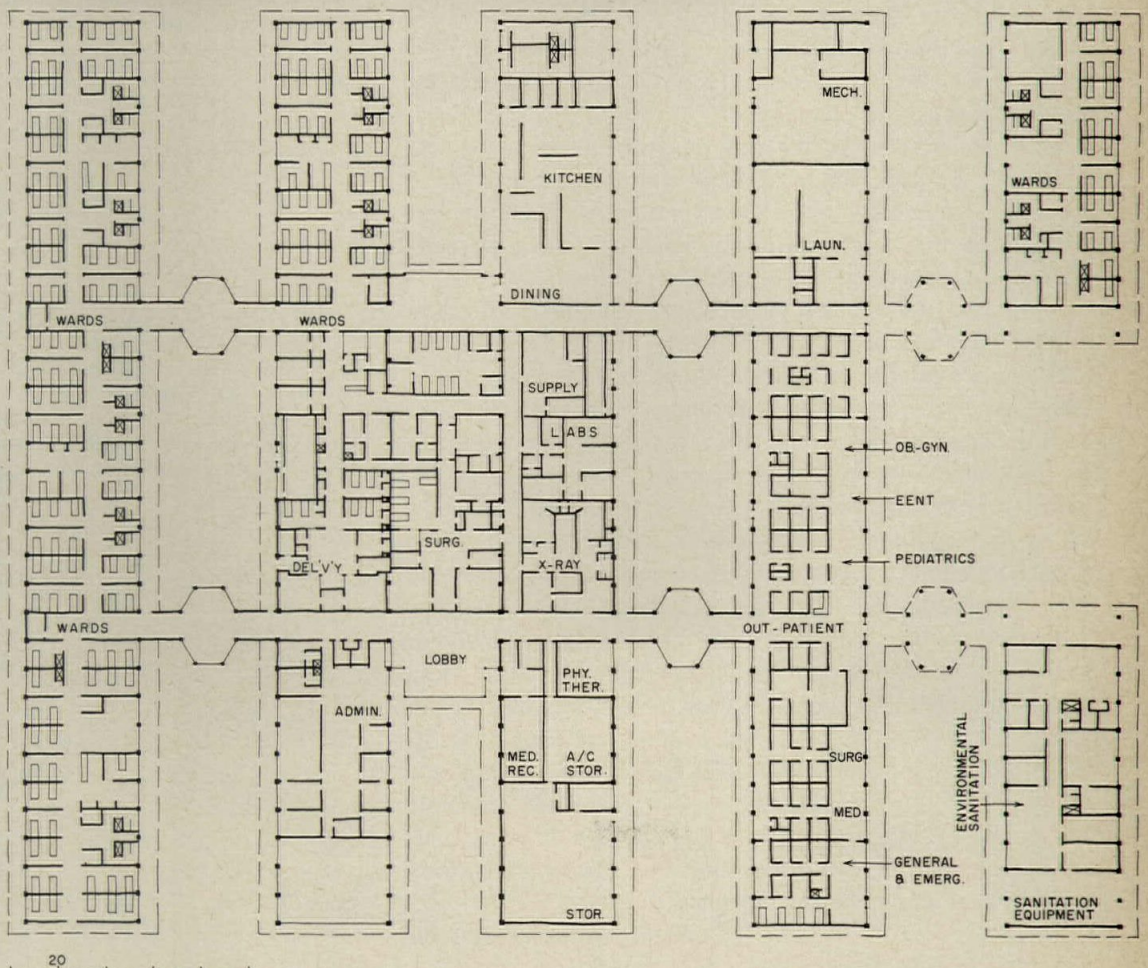 MECH.
KITCHEN
WARDS
LAUN.
DINING
WARDS
WARDS
SUPPLY
LABS
OB.-GYN.
EENT
SURG.
DEL'V'Y
X-RAY
PEDIATRICS
WARDS
OUT-PATIENT
LOBBY
PHY.
THER.
ADMIN.
MED.
REC.
A/C
STOR.
SURG
MED
ENVIRONMENTAL
SANITATION
GENERAL
& EMERG.
STOR.
SANITATION
EQUIPMENT
20